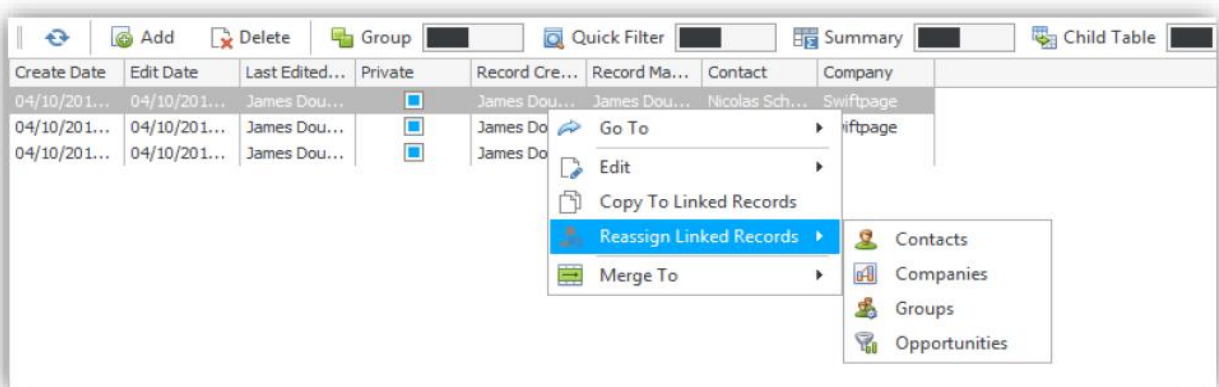 Add Delete Group Quick Filter Summary Child Table
Create Date Edit Date Last Edited... Private Record Cre... Record Ma... Contact Company
04/10/201... 04/10/201... James Dou... James Dou... James Dou... Nicolas Sch... Swiftpage
04/10/201... 04/10/201... James Dou... James Do iftpage
04/10/201... 04/10/201... James Dou... James Do
Go To
Edit
Copy To Linked Records
Reassign Linked Records
Merge To
Contacts
Companies
Groups
Opportunities